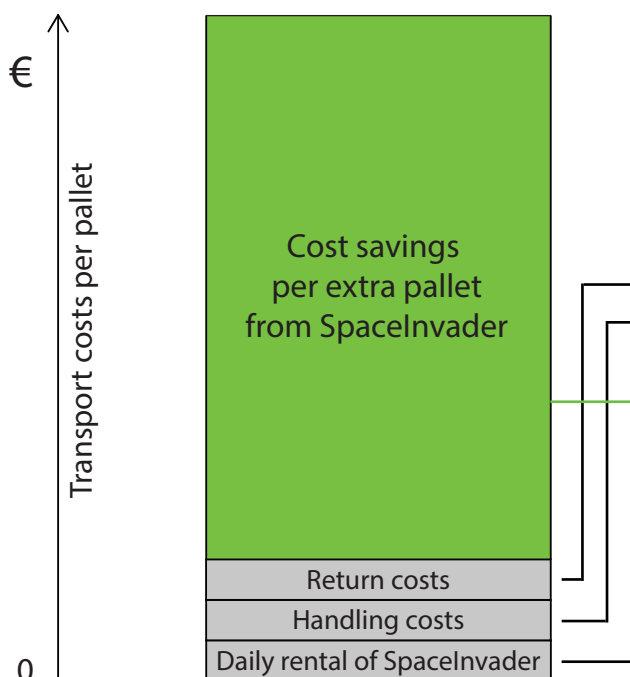 €
Transport costs per pallet
Cost savings
per extra pallet
from SpaceInvader
Return costs
Handling costs
Daily rental of SpaceInvader
0